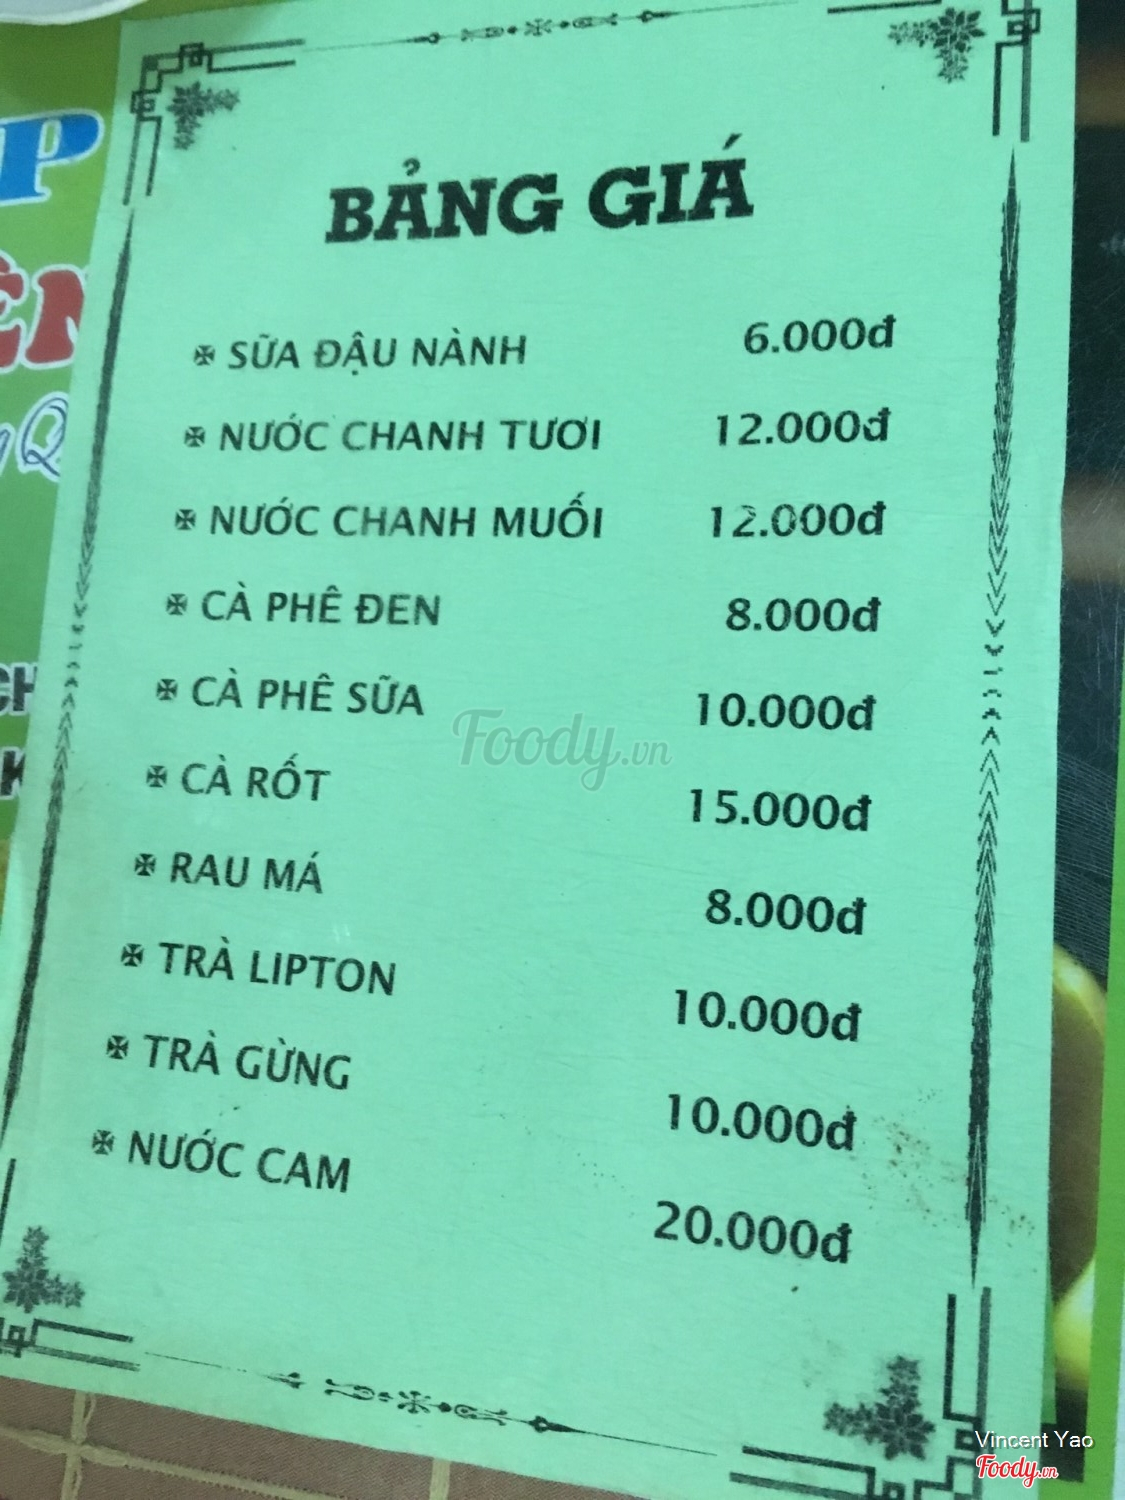 P
ÊN
Q
CH
K
BẢNG GIÁ
✠ SỮA ĐẬU NÀNH 6.000đ
✠ NƯỚC CHANH TƯƠI 12.000đ
✠ NƯỚC CHANH MUỐI 12.000đ
✠ CÀ PHÊ ĐEN 8.000đ
✠ CÀ PHÊ SỮA 10.000đ
✠ CÀ RỐT 15.000đ
✠ RAU MÁ 8.000đ
✠ TRÀ LIPTON 10.000đ
✠ TRÀ GỪNG 10.000đ
✠ NƯỚC CAM 20.000đ
Foody.vn
Vincent Yao
Foody.vn